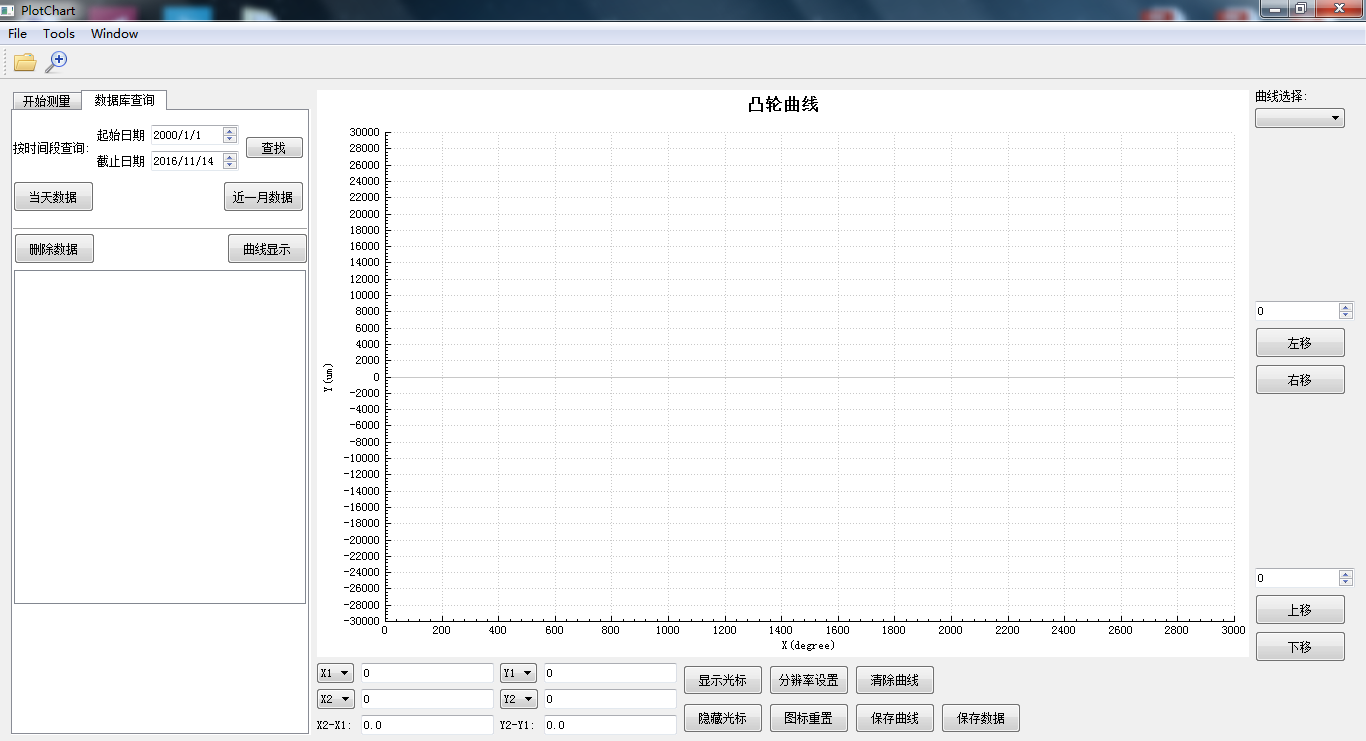 PlotChart
File Tools Window
开始测量 数据库查询
按时间段查询:
起始日期 2000/1/1
截止日期 2016/11/14
查找
当天数据 近一月数据
删除数据 曲线显示
凸轮曲线
30000
28000
26000
24000
22000
20000
18000
16000
14000
12000
10000
8000
6000
4000
2000
0
-2000
-4000
-6000
-8000
-10000
-12000
-14000
-16000
-18000
-20000
-22000
-24000
-26000
-28000
-30000
Y(um)
0 200 400 600 800 1000 1200 1400 1600 1800 2000 2200 2400 2600 2800 3000
X(degree)
曲线选择:
0
左移
右移
0
上移
下移
X1 0 Y1 0
X2 0 Y2 0
X2-X1: 0.0 Y2-Y1: 0.0
显示光标 分辨率设置 清除曲线
隐藏光标 图标重置 保存曲线 保存数据